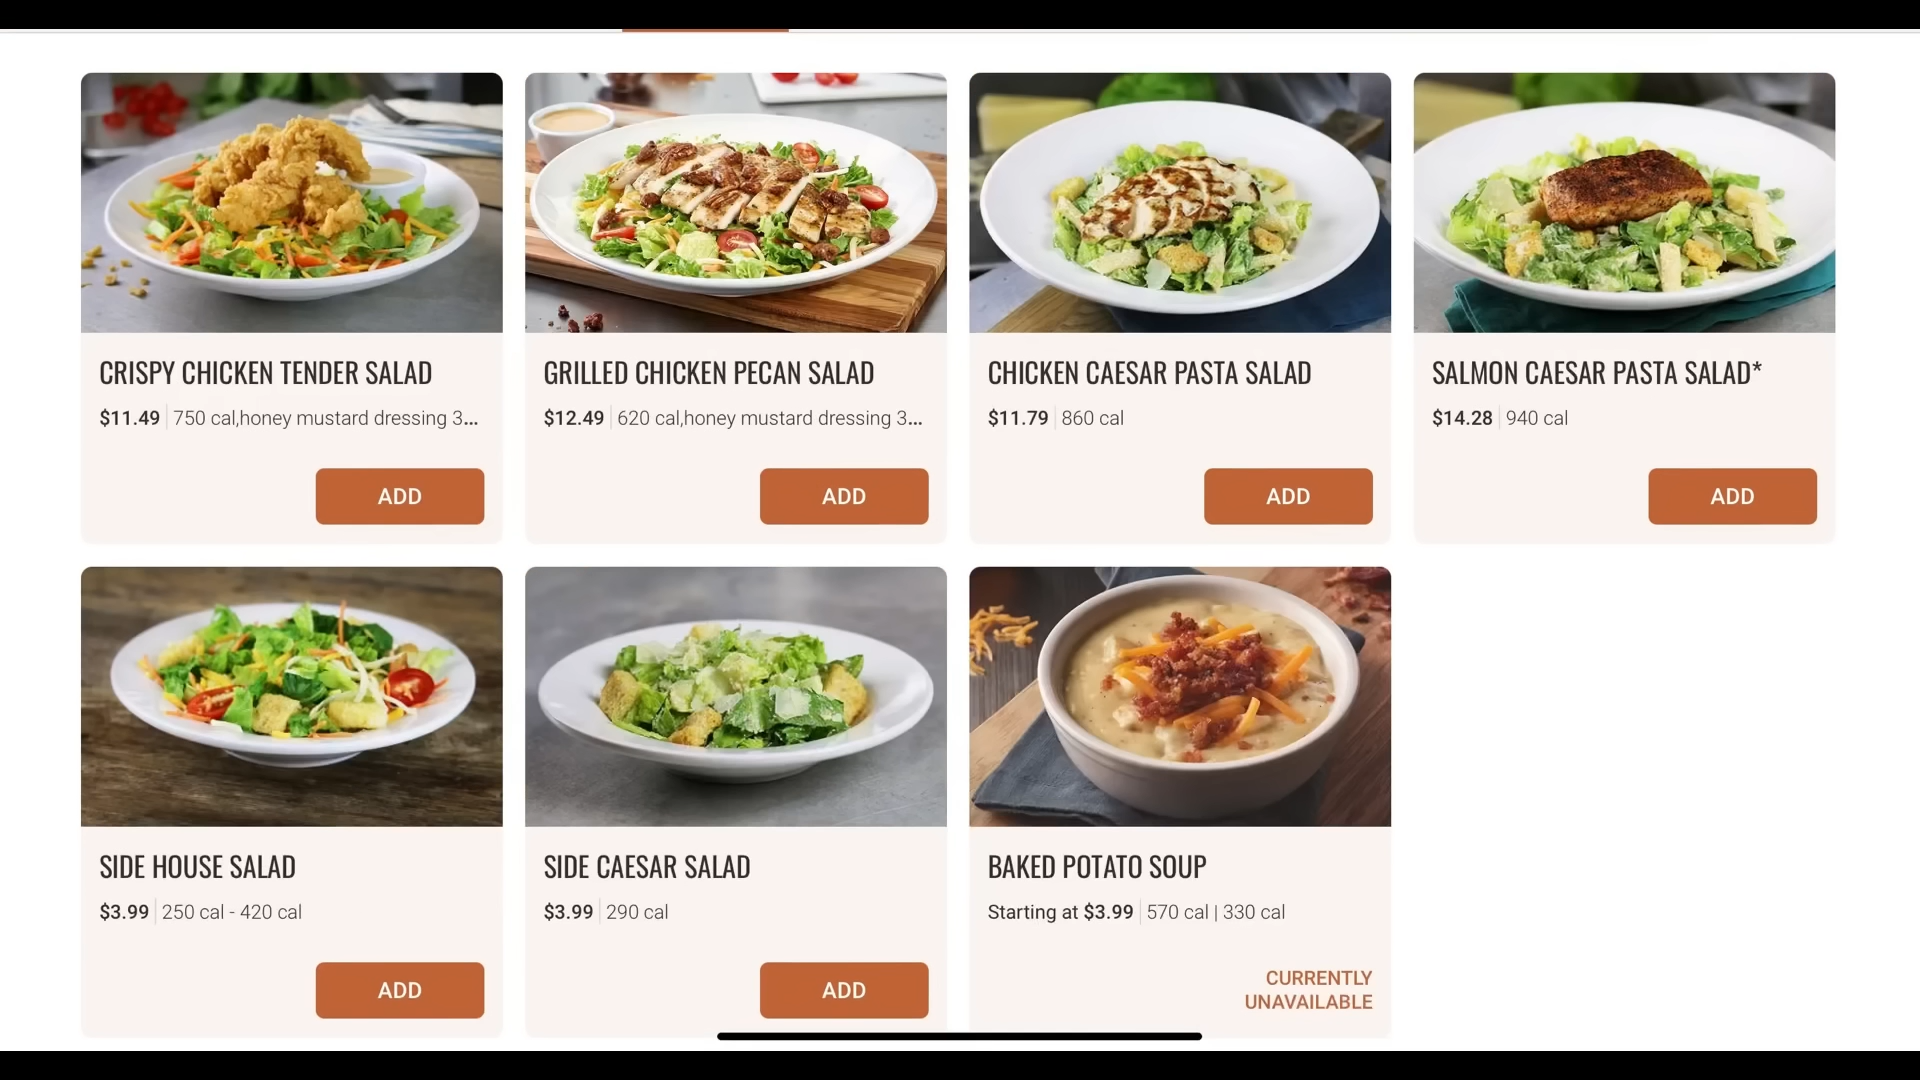 CRISPY CHICKEN TENDER SALAD
$11.49 750 cal,honey mustard dressing 3...
ADD
GRILLED CHICKEN PECAN SALAD
$12.49 620 cal,honey mustard dressing 3...
ADD
CHICKEN CAESAR PASTA SALAD
$11.79 860 cal
ADD
SALMON CAESAR PASTA SALAD*
$14.28 940 cal
ADD
SIDE HOUSE SALAD
$3.99 250 cal - 420 cal
ADD
SIDE CAESAR SALAD
$3.99 290 cal
ADD
BAKED POTATO SOUP
Starting at $3.99 570 cal | 330 cal
CURRENTLY
UNAVAILABLE